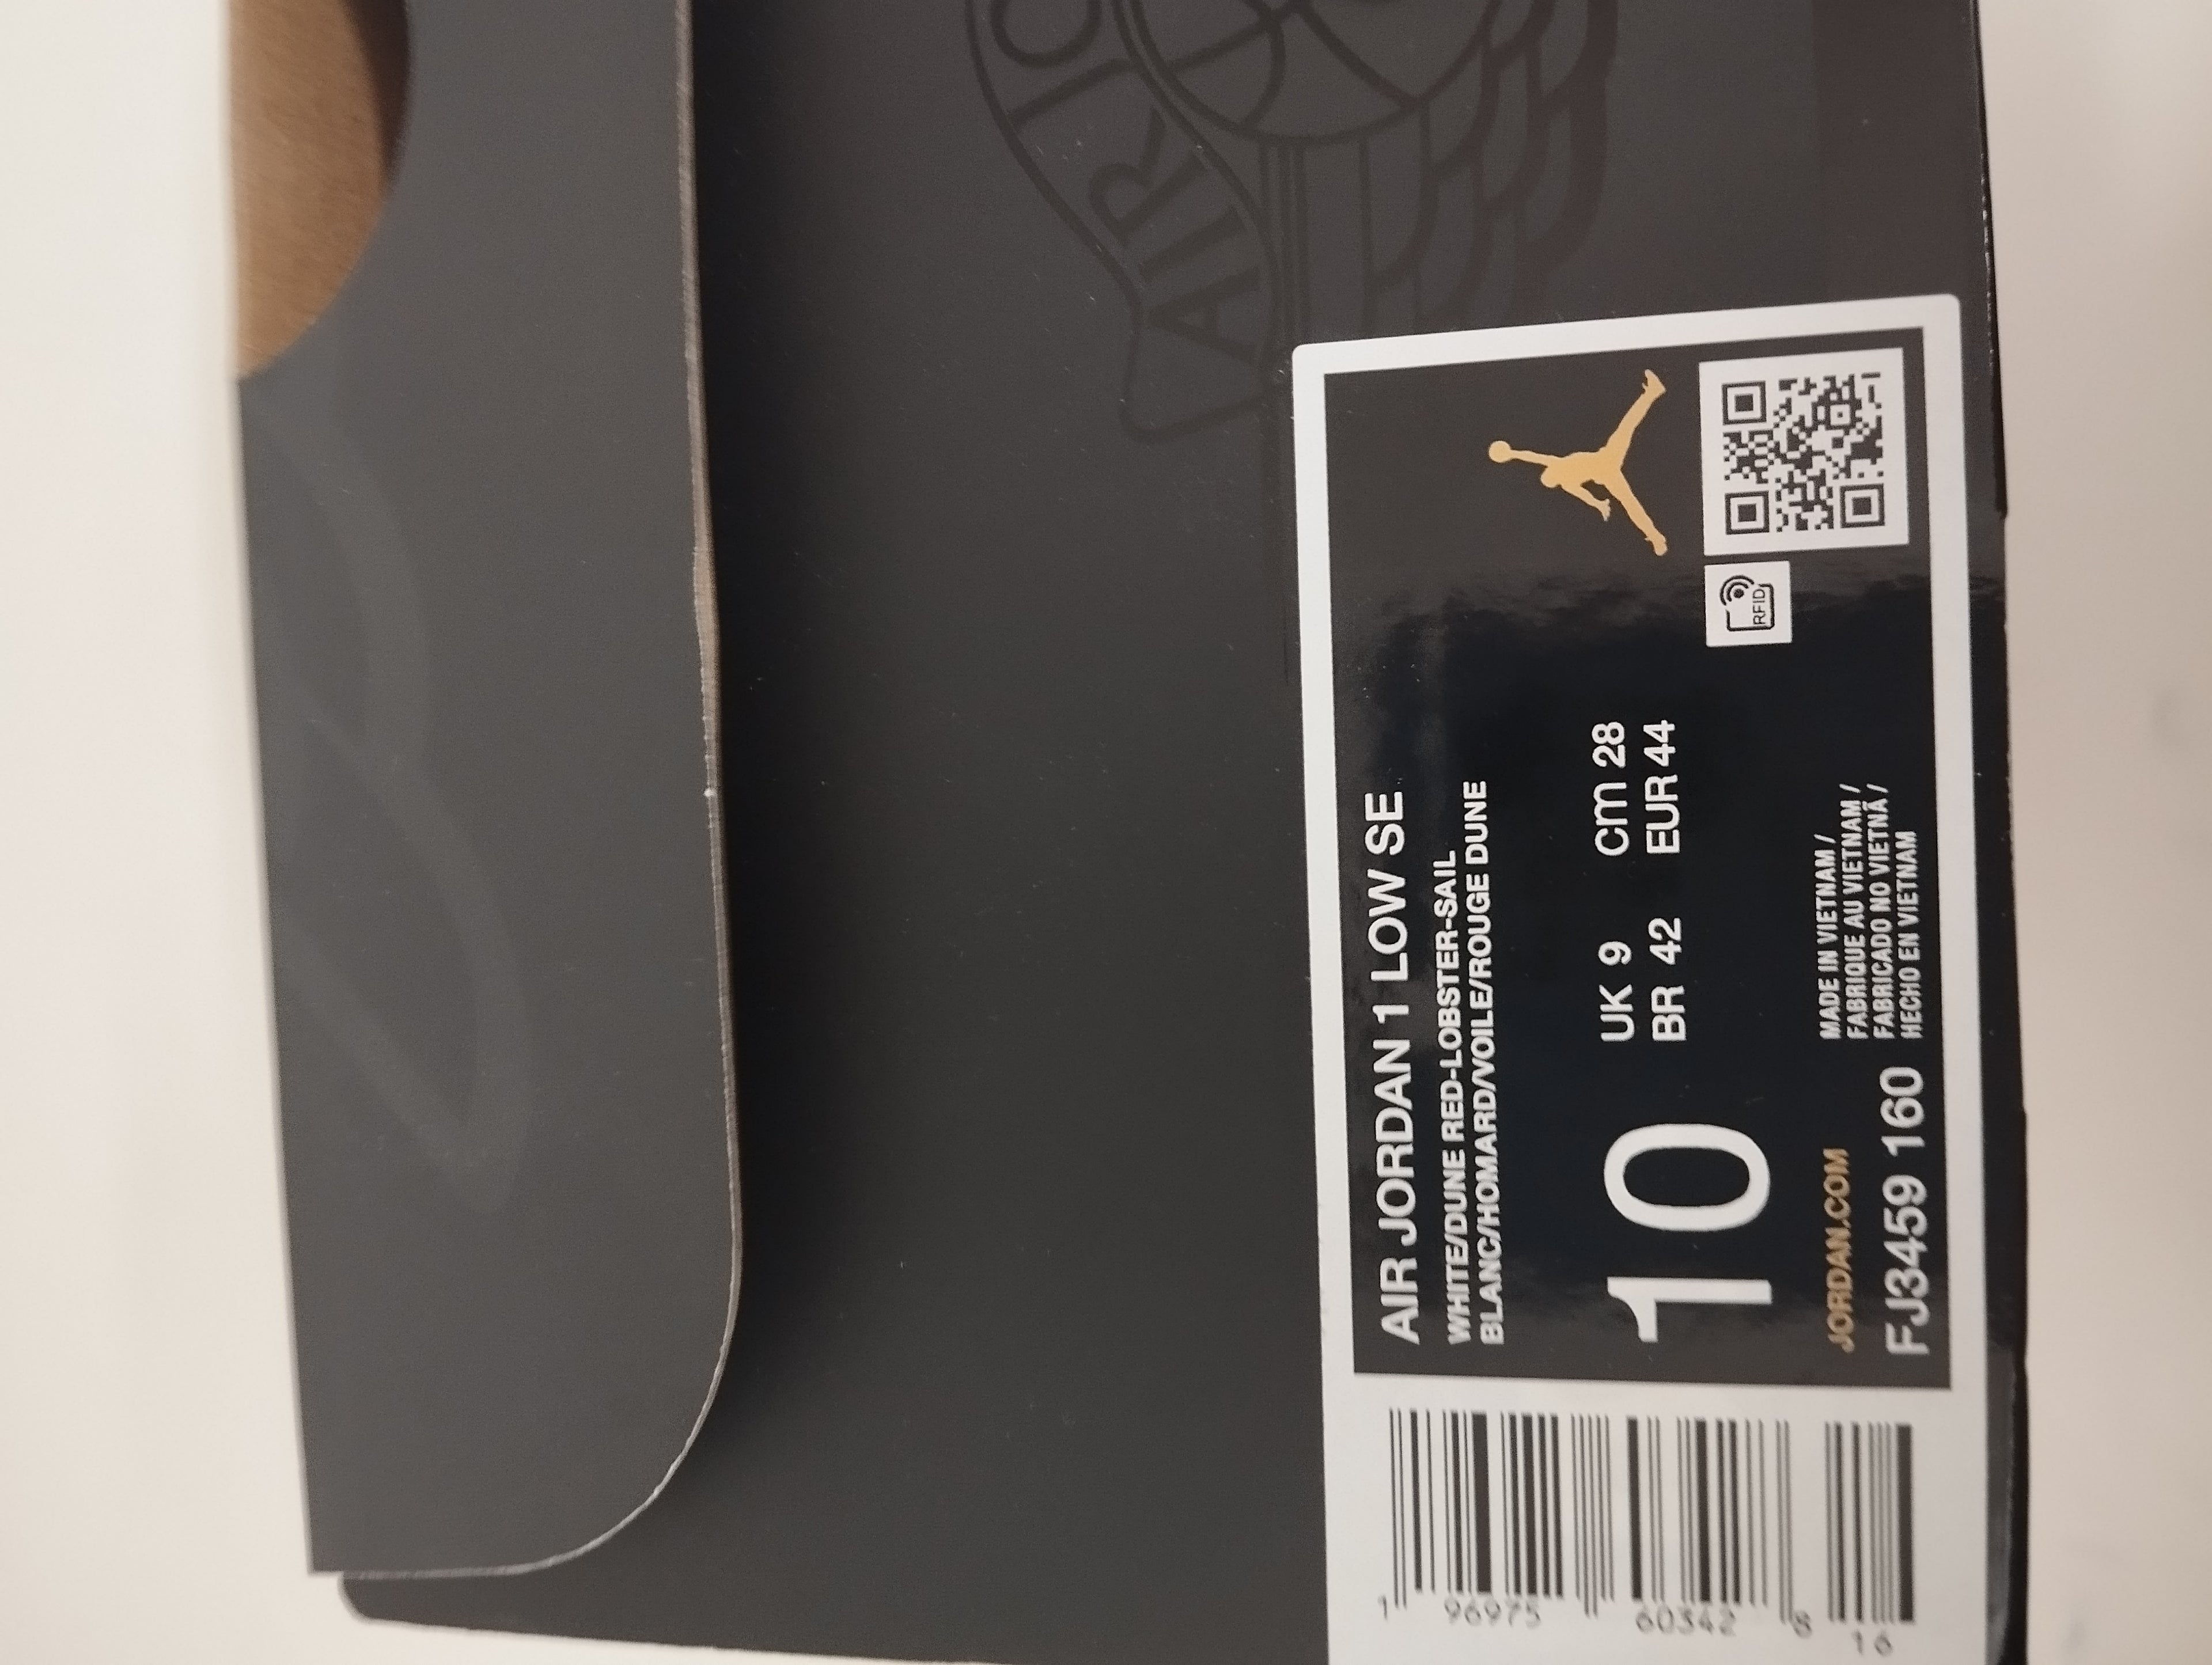 AIR JO
AIR JORDAN 1 LOW SE
WHITE/DUNE RED-LOBSTER-SAIL
BLANC/HOMARD/VOILE/ROUGE DUNE
10
UK 9 cm 28
BR 42 EUR 44
RFID
JORDAN.COM
FJ3459 160
MADE IN VIETNAM /
FABRIQUE AU VIETNAM /
FABRICADO NO VIETNÃ /
HECHO EN VIETNAM
1 96975 60342 8 16